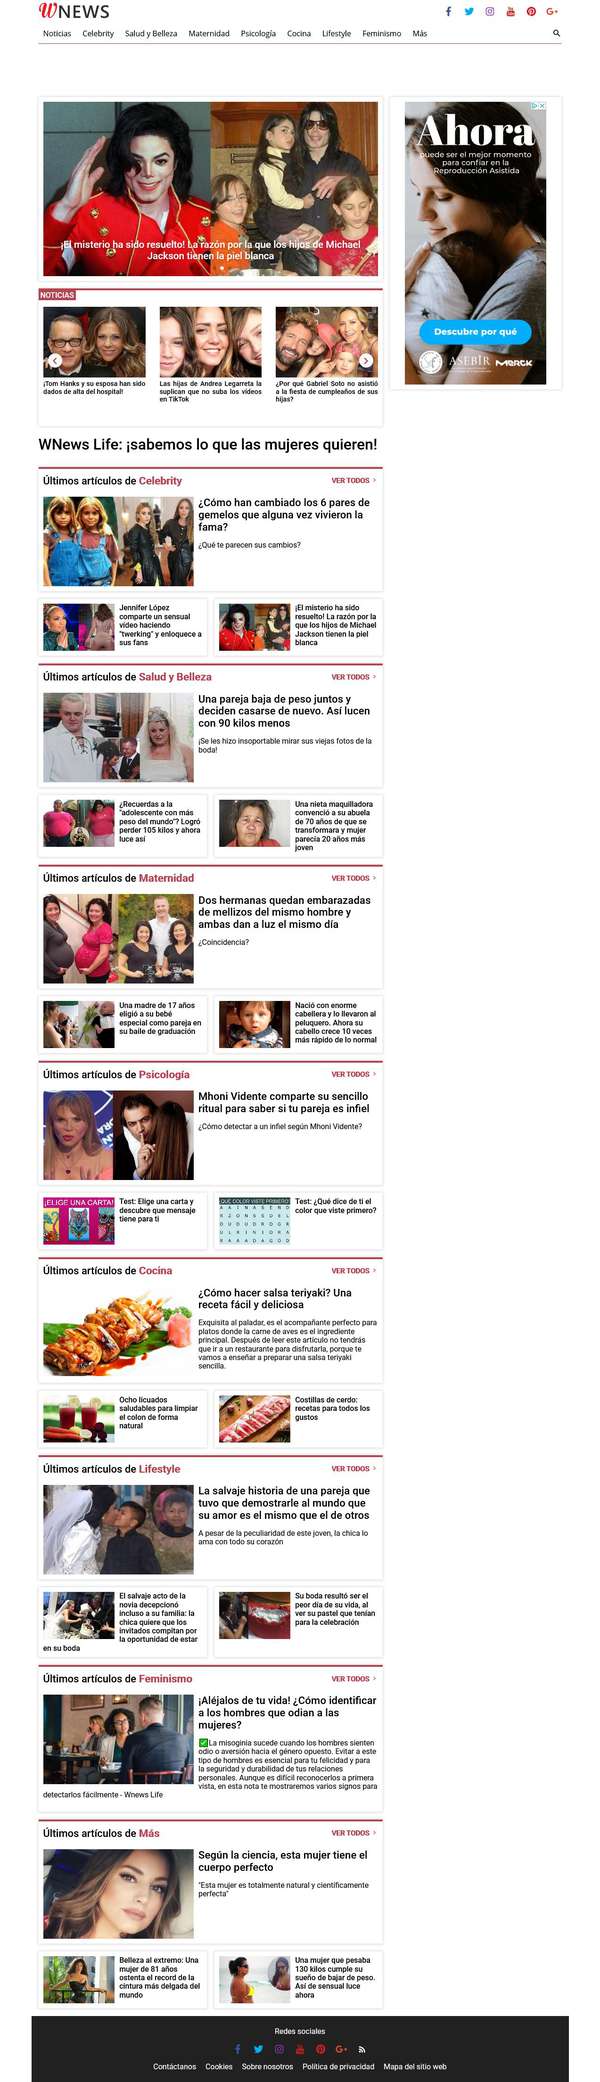 WNEWS
Noticias Celebrity Salud y Belleza Maternidad Psicología Cocina Lifestyle Feminismo Más
¡El misterio ha sido resuelto! La razón por la que los hijos de Michael
Jackson tienen la piel blanca
Ahora
puede ser el mejor momento
para confiar en la
Reproducción Asistida
Descubre por qué
ASEBIR
MERCK
NOTICIAS
¡Tom Hanks y su esposa han sido
dados de alta del hospital!
Las hijas de Andrea Legarreta la
suplican que no suba los videos
en TikTok
¿Por qué Gabriel Soto no asistió
a la fiesta de cumpleaños de sus
hijas?
WNews Life: ¡sabemos lo que las mujeres quieren!
Últimos artículos de Celebrity
VER TODOS
¿Cómo han cambiado los 6 pares de
gemelos que alguna vez vivieron la
fama?
¿Qué te parecen sus cambios?
Jennifer López
comparte un sensual
video haciendo
"twerking" y enloquece a
sus fans
¡El misterio ha sido
resuelto! La razón por la
que los hijos de Michael
Jackson tienen la piel
blanca
Últimos artículos de Salud y Belleza
VER TODOS
Una pareja baja de peso juntos y
deciden casarse de nuevo. Así lucen
con 90 kilos menos
¡Se les hizo insoportable mirar sus viejas fotos de la
boda!
¿Recuerdas a la
"adolescente con más
peso del mundo"? Logró
perder 105 kilos y ahora
luce así
Una nieta maquilladora
convenció a su abuela
de 70 años de que se
transformara y mujer
parecía 20 años más
joven
Últimos artículos de Maternidad
VER TODOS
Dos hermanas quedan embarazadas
de mellizos del mismo hombre y
ambas dan a luz el mismo día
¿Coincidencia?
Una madre de 17 años
eligió a su bebé
especial como pareja en
su baile de graduación
Nació con enorme
cabellera y lo llevaron al
peluquero. Ahora su
cabello crece 10 veces
más rápido de lo normal
Últimos artículos de Psicología
VER TODOS
Mhoni Vidente comparte su sencillo
ritual para saber si tu pareja es infiel
¿Cómo detectar a un infiel según Mhoni Vidente?
¡ELIGE UNA CARTA!
Test: Elige una carta y
descubre que mensaje
tiene para ti
QUÉ COLOR VISTE PRIMERO?
Test: ¿Qué dice de ti el
color que viste primero?
Últimos artículos de Cocina
VER TODOS
¿Cómo hacer salsa teriyaki? Una
receta fácil y deliciosa
Exquisita al paladar, es el acompañante perfecto para
platos donde la carne de aves es el ingrediente
principal. Después de leer este artículo no tendrás
que ir a un restaurante para disfrutarla, porque te
vamos a enseñar a preparar una salsa teriyaki
sencilla.
Ocho licuados
saludables para limpiar
el colon de forma
natural
Costillas de cerdo:
recetas para todos los
gustos
Últimos artículos de Lifestyle
VER TODOS
La salvaje historia de una pareja que
tuvo que demostrarle al mundo que
su amor es el mismo que el de otros
A pesar de la peculiaridad de este joven, la chica lo
ama con todo su corazón
El salvaje acto de la
novia decepcionó
incluso a su familia: la
chica quiere que los
invitados compitan por
la oportunidad de estar
en su boda
Su boda resultó ser el
peor día de su vida, al
ver su pastel que tenían
para la celebración
Últimos artículos de Feminismo
VER TODOS
¡Aléjalos de tu vida! ¿Cómo identificar
a los hombres que odian a las
mujeres?
✅La misoginia sucede cuando los hombres sienten
odio o aversión hacia el género opuesto. Evitar a este
tipo de hombres es esencial para tu felicidad y para
la seguridad y durabilidad de tus relaciones
personales. Aunque es difícil reconocerlos a primera
vista, en esta nota te mostraremos varios signos para
detectarlos fácilmente - Wnews Life
Últimos artículos de Más
VER TODOS
Según la ciencia, esta mujer tiene el
cuerpo perfecto
"Esta mujer es totalmente natural y científicamente
perfecta"
Belleza al extremo: Una
mujer de 81 años
ostenta el record de la
cintura más delgada del
mundo
Una mujer que pesaba
130 kilos cumple su
sueño de bajar de peso.
Así de sensual luce
ahora
Redes sociales
Contáctanos Cookies Sobre nosotros Política de privacidad Mapa del sitio web